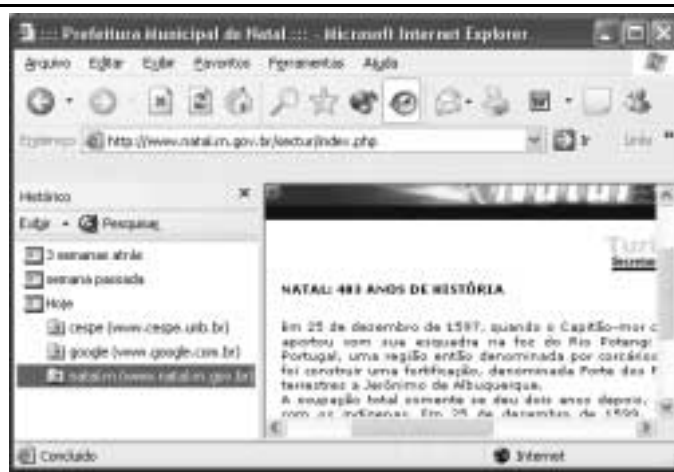 ::: Prefeitura Municipal de Natal ::: - Microsoft Internet Explorer
Arquivo Editar Exibir Favoritos Ferramentas Ajuda
Endereço http://www.natal.rn.gov.br/sectur/index.php Ir Links »
Histórico
Exibir Pesquisar
3 semanas atrás
semana passada
Hoje
cespe (www.cespe.unb.br)
google (www.google.com.br)
natal.rn (www.natal.rn.gov.br)
NATAL: 403 ANOS DE HISTÓRIA
Em 25 de dezembro de 1597, quando o Capitão-mor
aportou com sua esquadra na foz do Rio
Portugal, uma região então denominada por
foi construir uma fortificação, denominada Forte dos
terrestres a Jerônimo de Albuquerque.
A ocupação total somente se deu dois anos depois,
com os indígenas. Em 25 de dezembro de 1599,
Concluído Internet